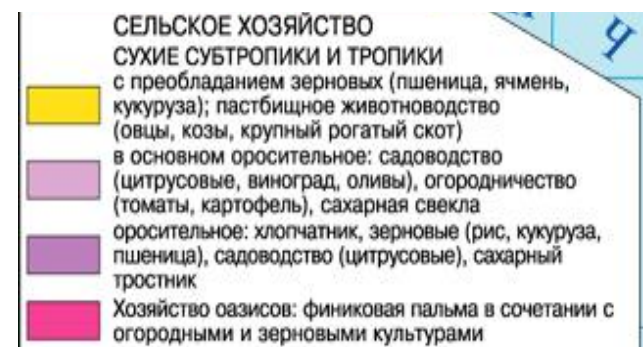 СЕЛЬСКОЕ ХОЗЯЙСТВО
СУХИЕ СУБТРОПИКИ И ТРОПИКИ
с преобладанием зерновых (пшеница, ячмень,
кукуруза); пастбищное животноводство
(овцы, козы, крупный рогатый скот)
в основном оросительное: садоводство
(цитрусовые, виноград, оливы), огородничество
(томаты, картофель), сахарная свекла
оросительное: хлопчатник, зерновые (рис, кукуруза,
пшеница), садоводство (цитрусовые), сахарный
тростник
Хозяйство оазисов: финиковая пальма в сочетании с
огородными и зерновыми культурами